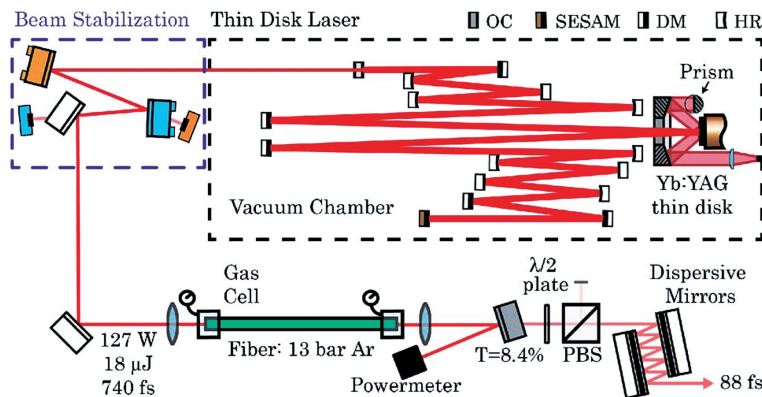 Beam Stabilization
Thin Disk Laser
OC
SESAM
DM
HR
Prism
Yb:YAG
thin disk
Vacuum Chamber
Gas
Cell
λ/2
plate
Dispersive
Mirrors
127 W
18 μJ
740 fs
Fiber: 13 bar Ar
Powermeter
T=8.4%
PBS
88 fs